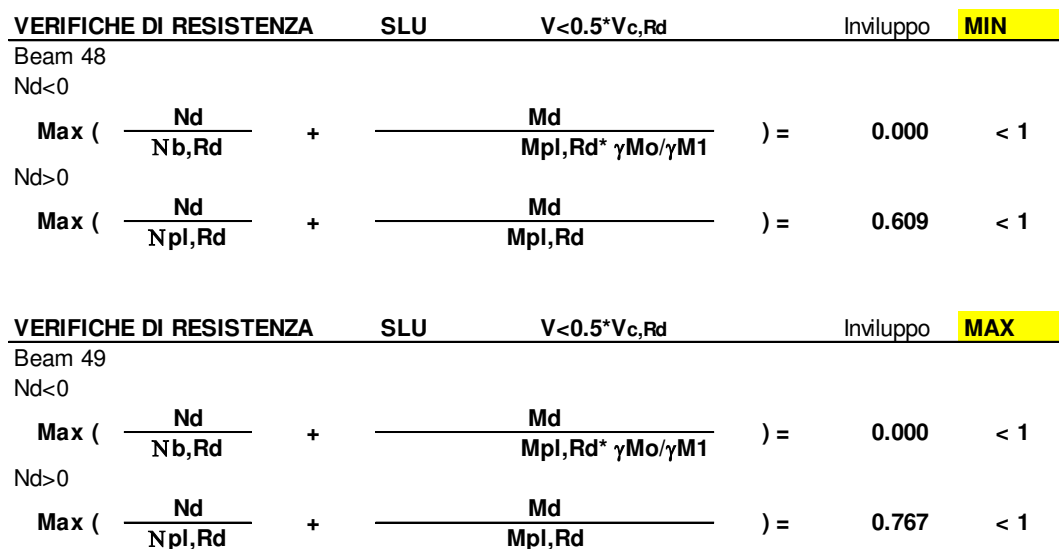 VERIFICHE DI RESISTENZA SLU V<0.5*Vc,Rd Inviluppo MIN
Beam 48
Nd<0
Nd Md
Max ( + ) = 0.000 < 1
Nb,Rd Mpl,Rd* γMo/γM1
Nd>0
Nd Md
Max ( + ) = 0.609 < 1
Npl,Rd Mpl,Rd
VERIFICHE DI RESISTENZA SLU V<0.5*Vc,Rd Inviluppo MAX
Beam 49
Nd<0
Nd Md
Max ( + ) = 0.000 < 1
Nb,Rd Mpl,Rd* γMo/γM1
Nd>0
Nd Md
Max ( + ) = 0.767 < 1
Npl,Rd Mpl,Rd